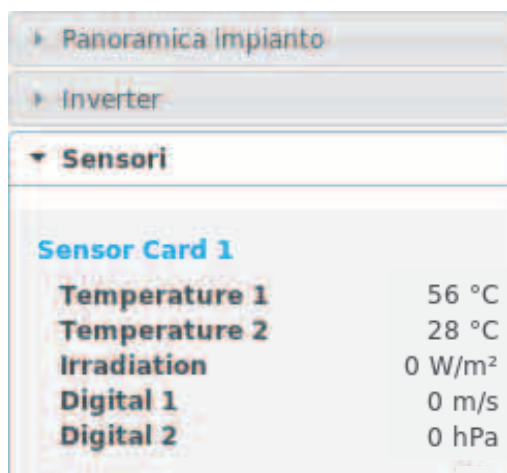 Panoramica impianto
Inverter
Sensori
Sensor Card 1
Temperature 1 56 °C
Temperature 2 28 °C
Irradiation 0 W/m²
Digital 1 0 m/s
Digital 2 0 hPa